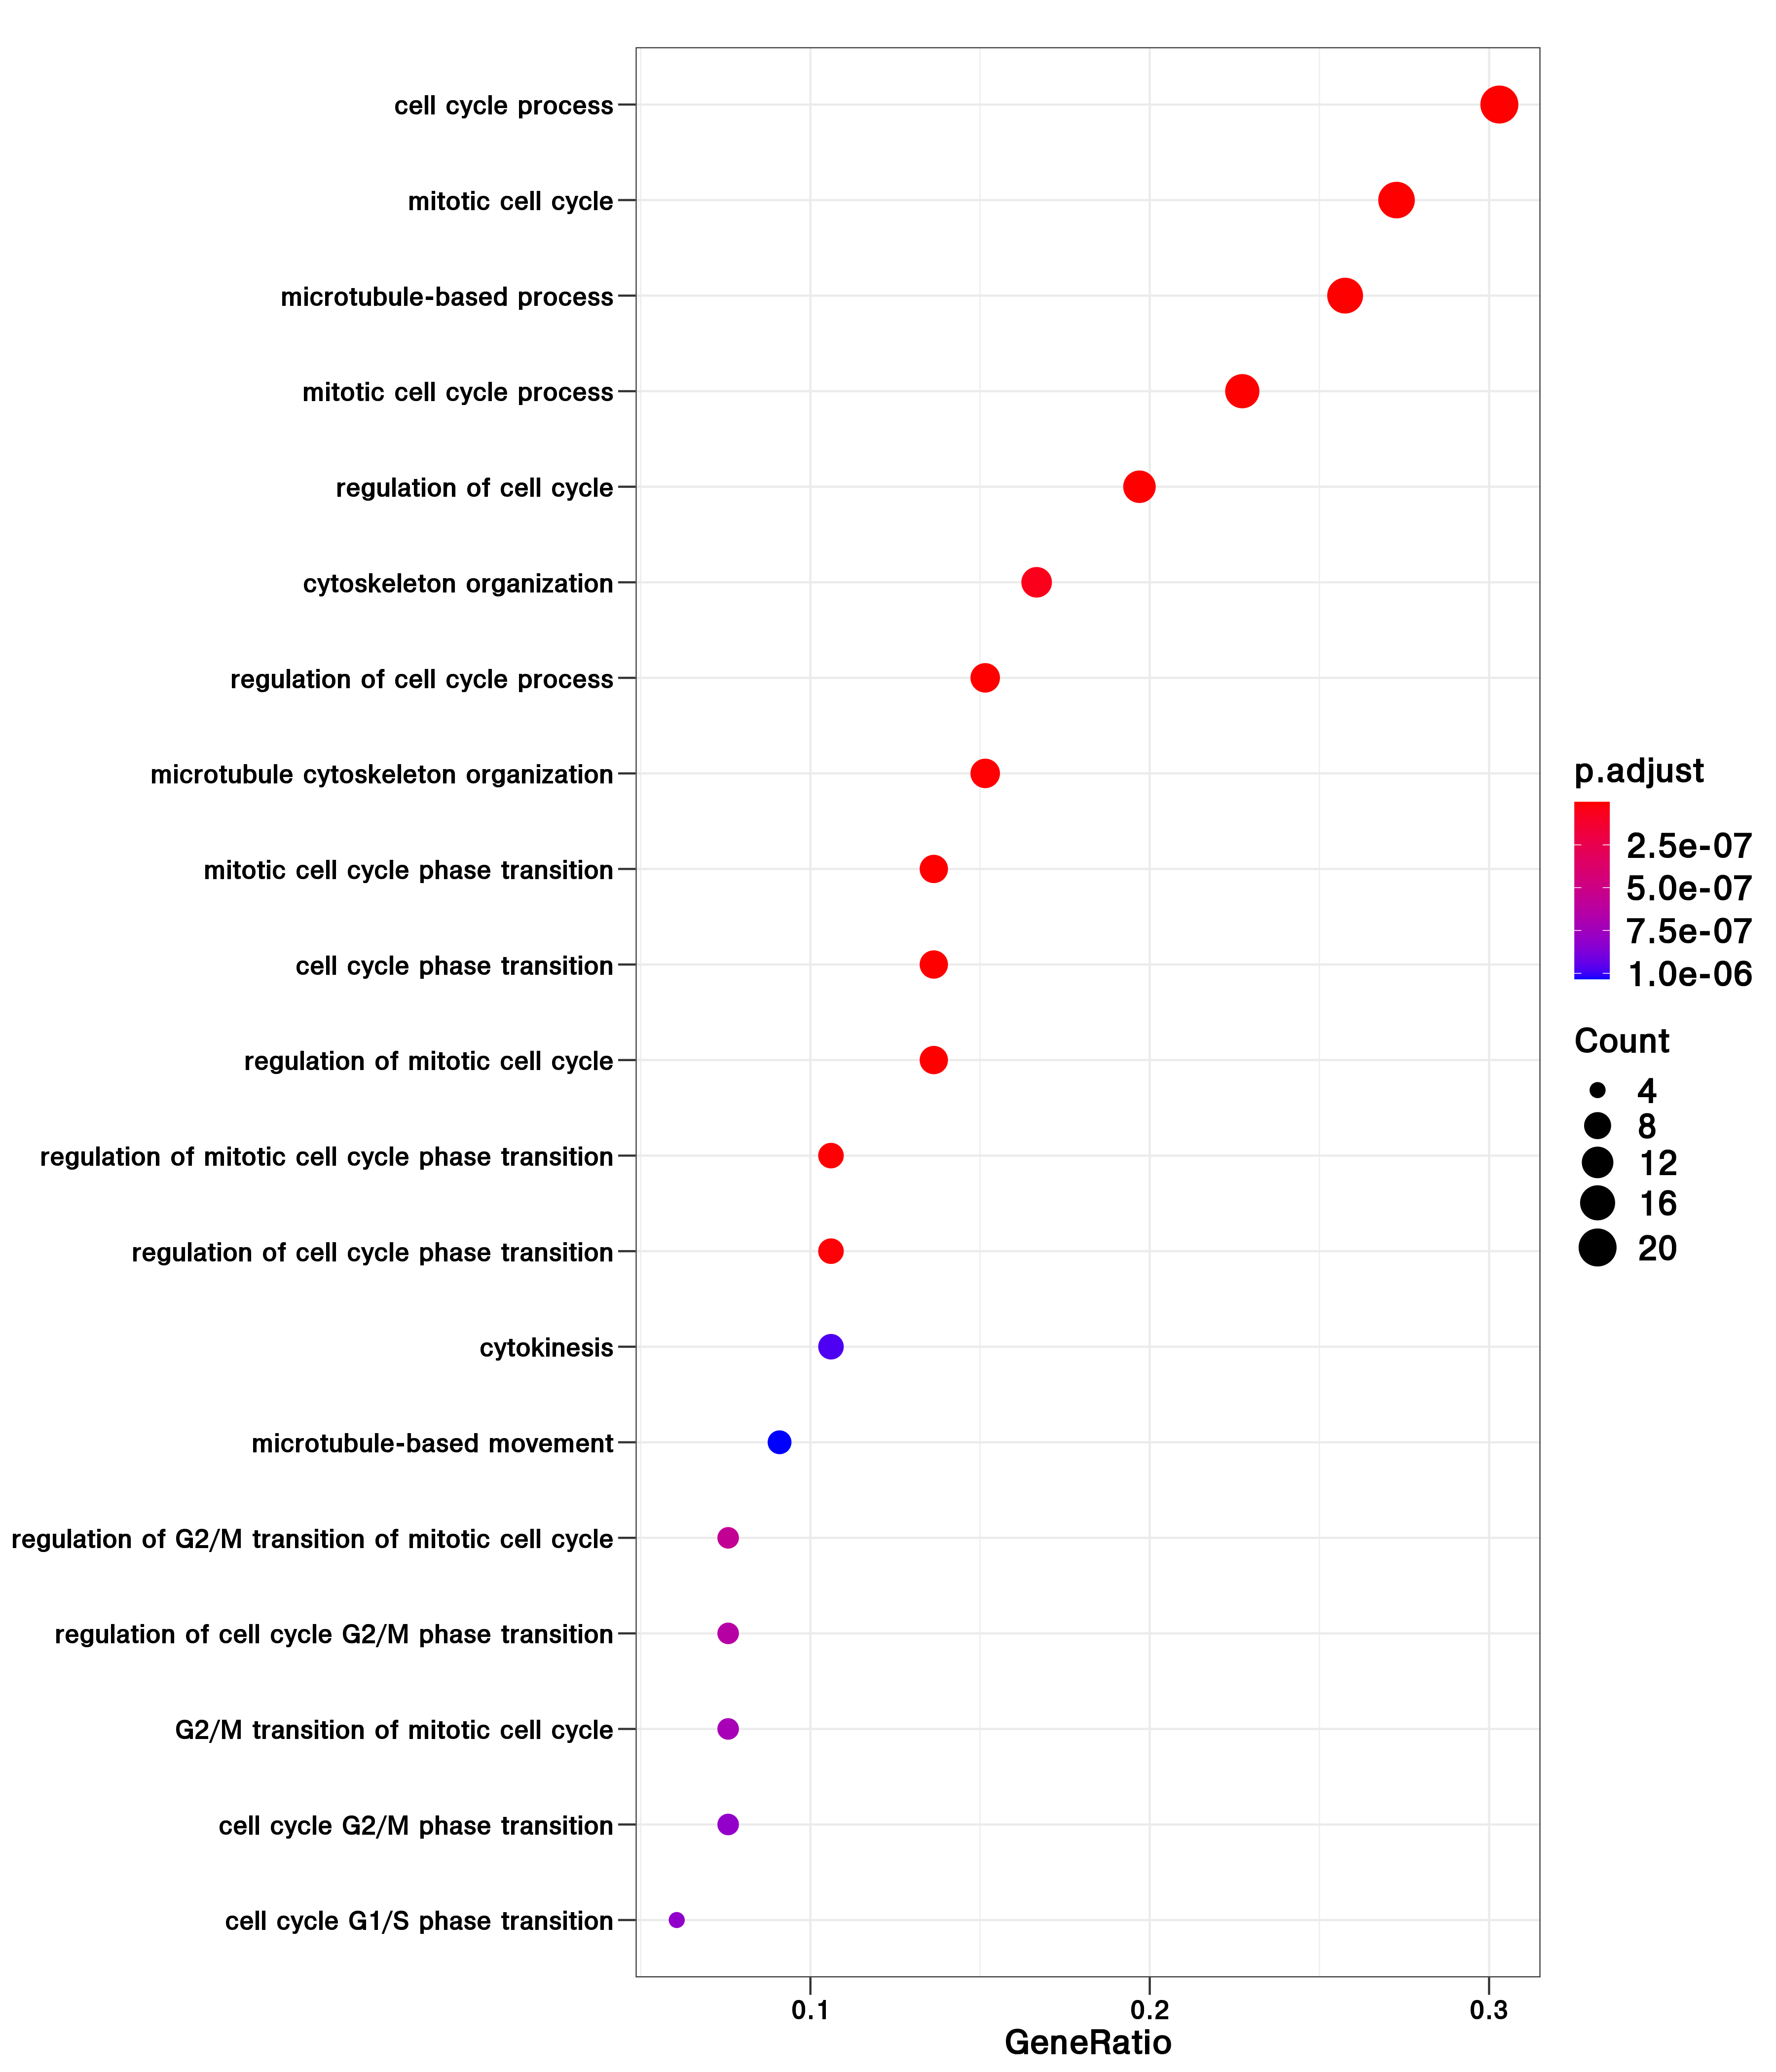 cell cycle process
mitotic cell cycle
microtubule-based process
mitotic cell cycle process
regulation of cell cycle
cytoskeleton organization
regulation of cell cycle process
microtubule cytoskeleton organization
mitotic cell cycle phase transition
cell cycle phase transition
regulation of mitotic cell cycle
regulation of mitotic cell cycle phase transition
regulation of cell cycle phase transition
cytokinesis
microtubule-based movement
regulation of G2/M transition of mitotic cell cycle
regulation of cell cycle G2/M phase transition
G2/M transition of mitotic cell cycle
cell cycle G2/M phase transition
cell cycle G1/S phase transition
0.1
0.2
0.3
GeneRatio
p.adjust
2.5e-07
5.0e-07
7.5e-07
1.0e-06
Count
4
8
12
16
20